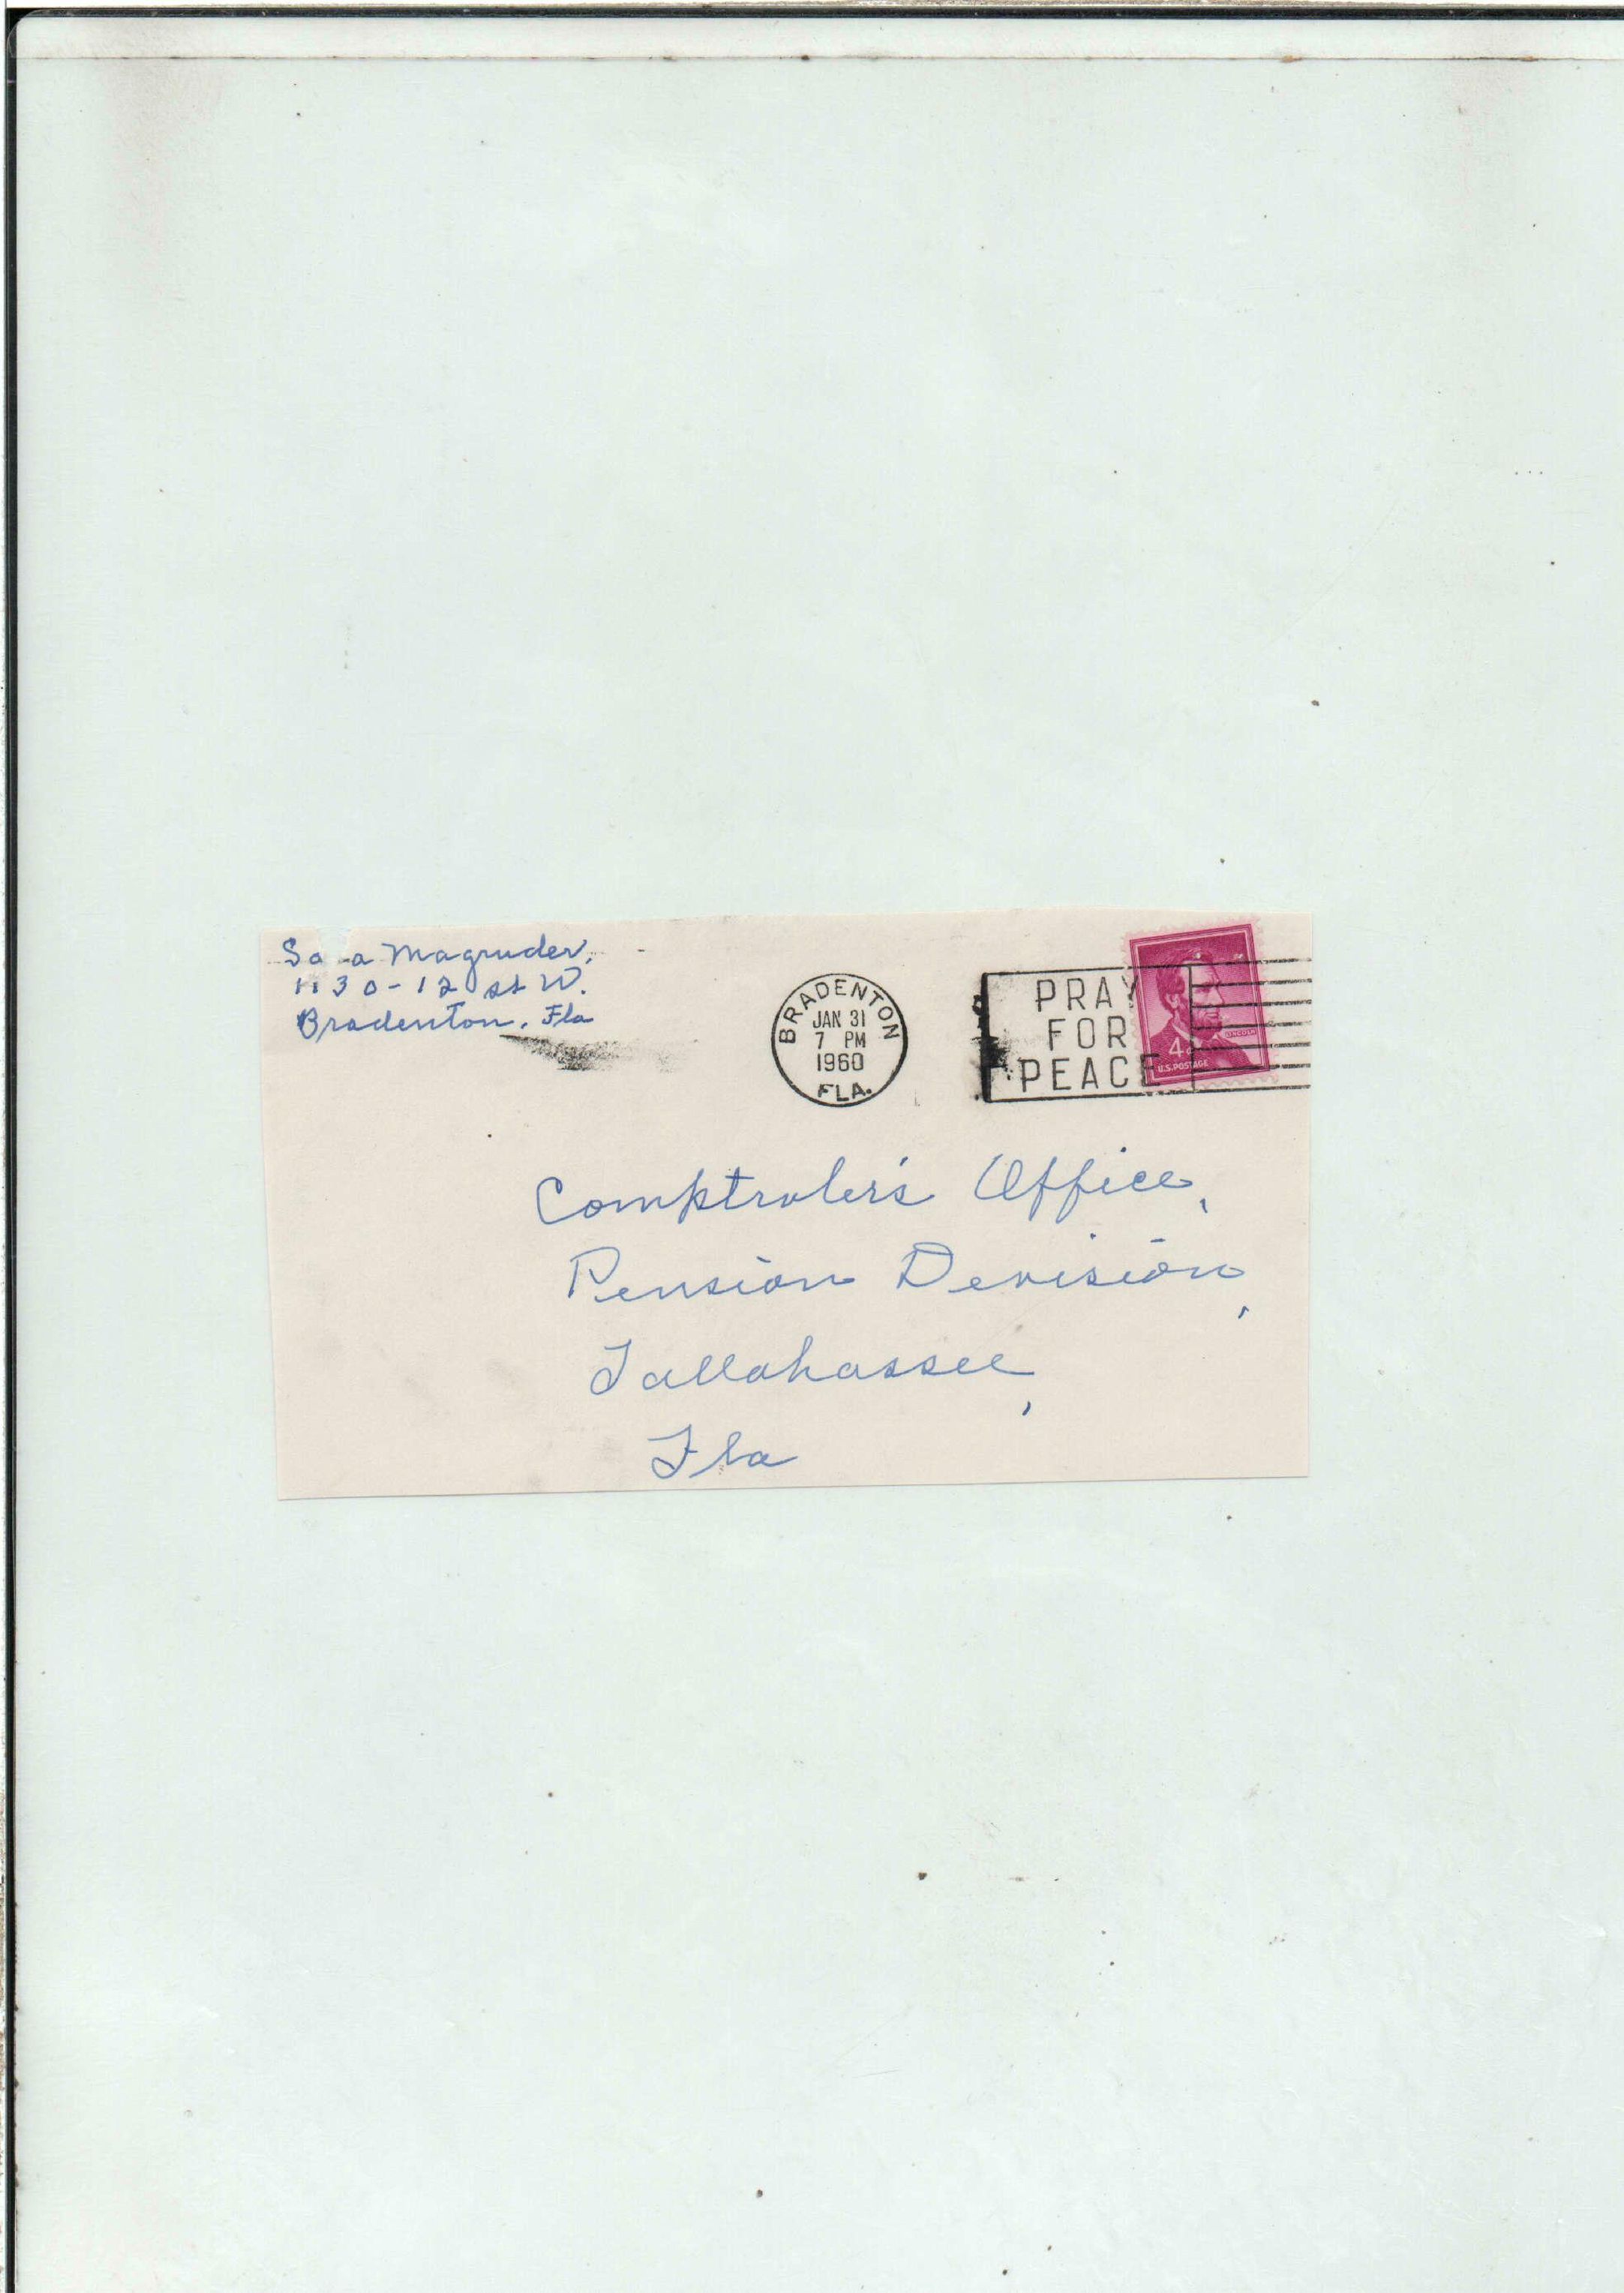 Magruder,
1130-12 st W.
Bradenton, Fla
BRADENTON
JAN 31
7 PM
1960
FLA.
PRAY
FOR
PEACE
LINCOLN
4¢
U.S. POSTAGE
Comptroler's Office,
Pension Devision,
Tallahassee,
Fla